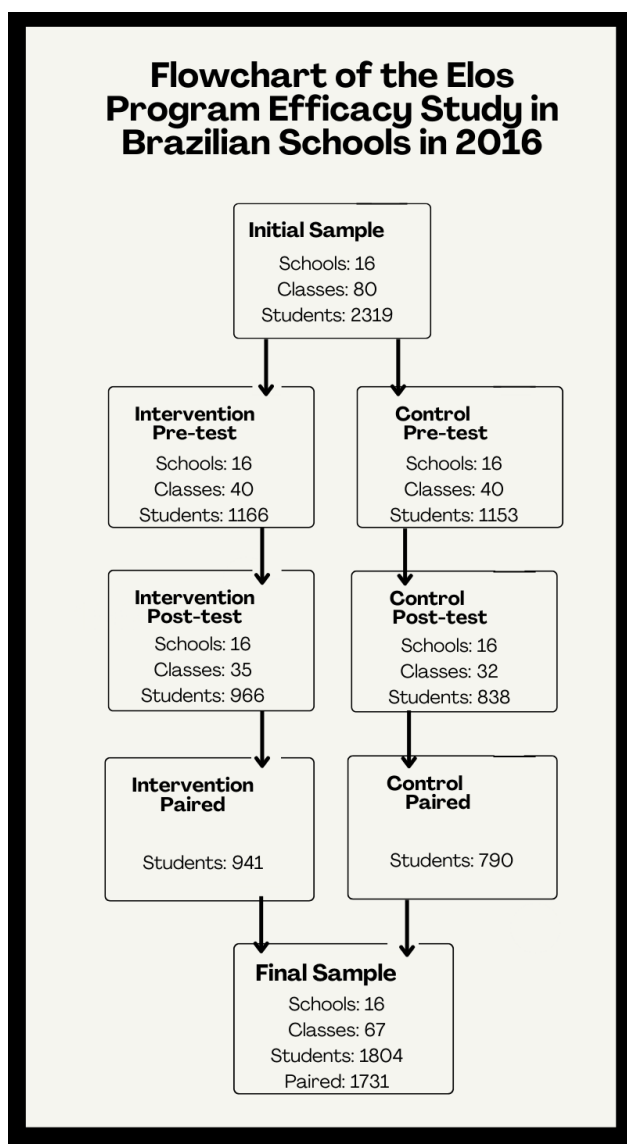 Flowchart of the Elos
Program Efficacy Study in
Brazilian Schools in 2016
Initial Sample
Schools: 16
Classes: 80
Students: 2319
Intervention
Pre-test
Schools: 16
Classes: 40
Students: 1166
Control
Pre-test
Schools: 16
Classes: 40
Students: 1153
Intervention
Post-test
Schools: 16
Classes: 35
Students: 966
Control
Post-test
Schools: 16
Classes: 32
Students: 838
Intervention
Paired
Students: 941
Control
Paired
Students: 790
Final Sample
Schools: 16
Classes: 67
Students: 1804
Paired: 1731